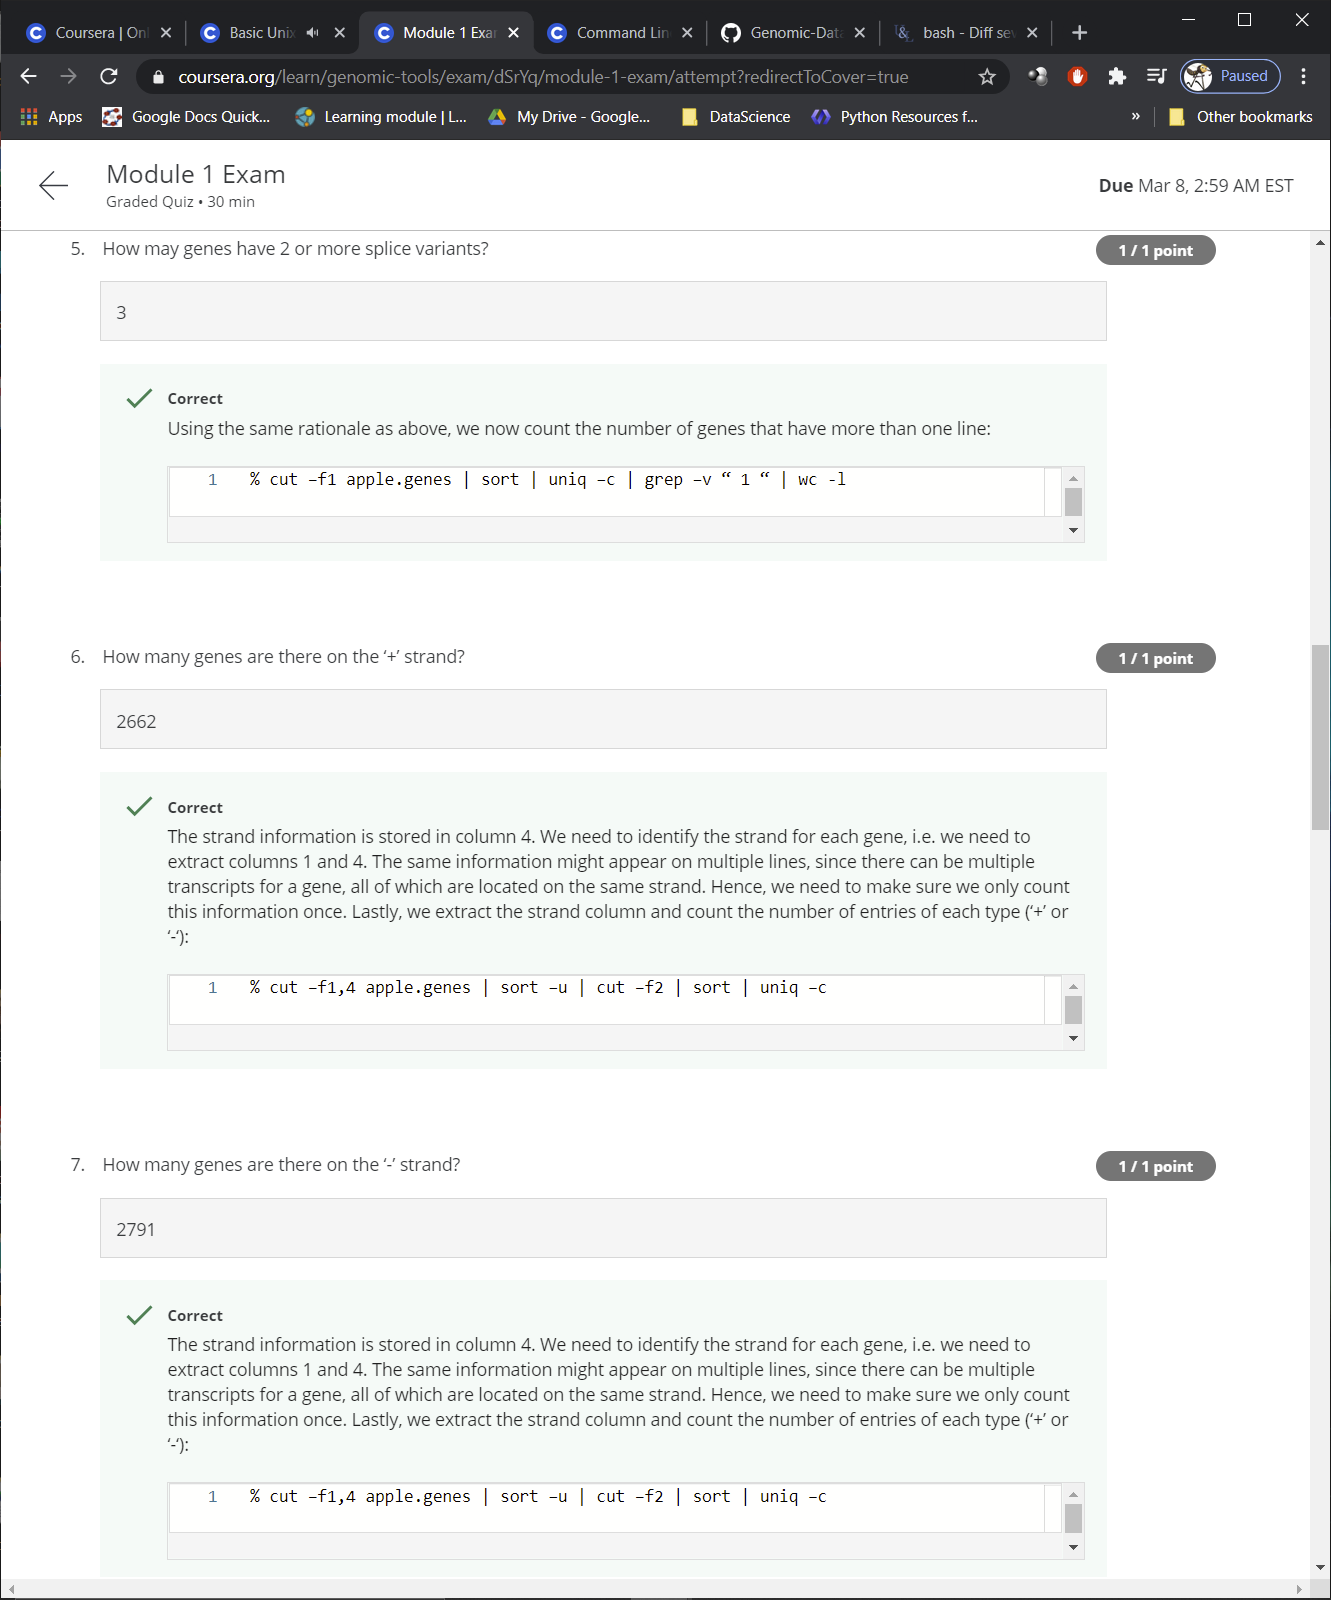 Coursera | Onl
Basic Unix
Module 1 Exam
Command Lin
Genomic-Data
bash - Diff sev
coursera.org/learn/genomic-tools/exam/dSrYq/module-1-exam/attempt?redirectToCover=true
Paused
Apps
Google Docs Quick...
Learning module | L...
My Drive - Google...
DataScience
Python Resources f...
»
Other bookmarks
Module 1 Exam
Graded Quiz • 30 min
Due Mar 8, 2:59 AM EST
5. How may genes have 2 or more splice variants?
1 / 1 point
3
Correct
Using the same rationale as above, we now count the number of genes that have more than one line:
1 % cut –f1 apple.genes | sort | uniq –c | grep –v “ 1 “ | wc -l
6. How many genes are there on the ‘+’ strand?
1 / 1 point
2662
Correct
The strand information is stored in column 4. We need to identify the strand for each gene, i.e. we need to
extract columns 1 and 4. The same information might appear on multiple lines, since there can be multiple
transcripts for a gene, all of which are located on the same strand. Hence, we need to make sure we only count
this information once. Lastly, we extract the strand column and count the number of entries of each type (‘+’ or
‘-‘):
1 % cut –f1,4 apple.genes | sort –u | cut –f2 | sort | uniq –c
7. How many genes are there on the ‘-’ strand?
1 / 1 point
2791
Correct
The strand information is stored in column 4. We need to identify the strand for each gene, i.e. we need to
extract columns 1 and 4. The same information might appear on multiple lines, since there can be multiple
transcripts for a gene, all of which are located on the same strand. Hence, we need to make sure we only count
this information once. Lastly, we extract the strand column and count the number of entries of each type (‘+’ or
‘-‘):
1 % cut –f1,4 apple.genes | sort –u | cut –f2 | sort | uniq –c